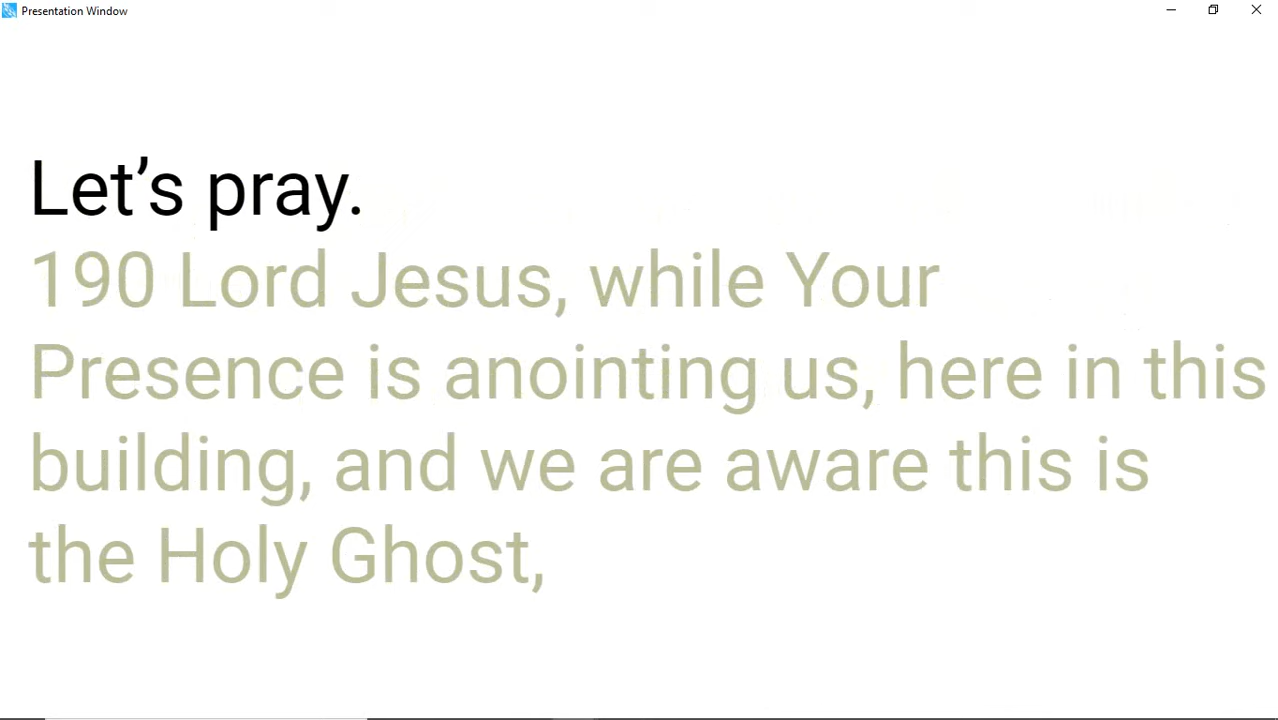 Presentation Window
Let’s pray.
190 Lord Jesus, while Your
Presence is anointing us, here in this
building, and we are aware this is
the Holy Ghost,